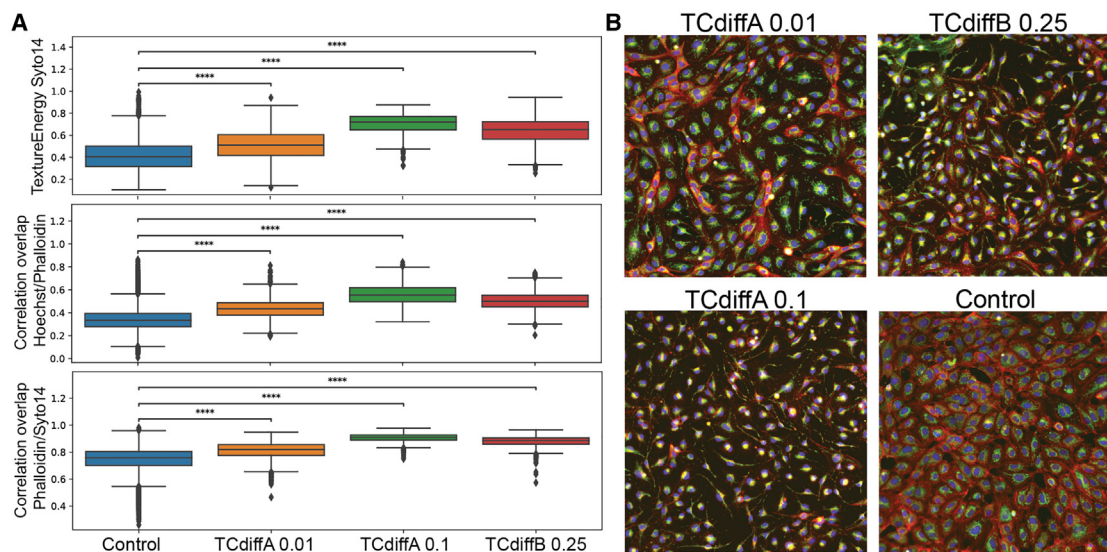 A
TextureEnergy Syto14
1.4
1.2
1.0
0.8
0.6
0.4
0.2
****
****
****
Correlation overlap
Hoechst/Phalloidin
1.2
1.0
0.8
0.6
0.4
0.2
0.0
****
****
****
Correlation overlap
Phalloidin/Syto14
1.2
1.0
0.8
0.6
0.4
****
****
****
Control
TCdiffA 0.01
TCdiffA 0.1
TCdiffB 0.25
B
TCdiffA 0.01
TCdiffB 0.25
TCdiffA 0.1
Control